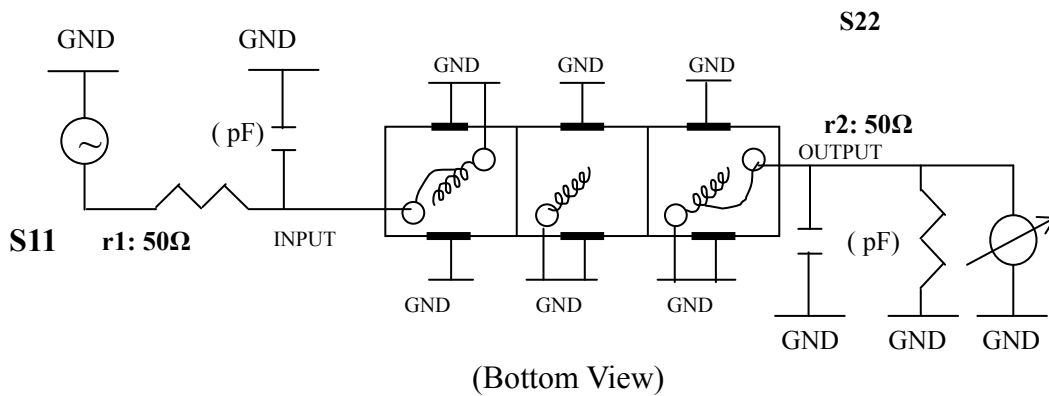 S22
GND
GND
GND
GND
GND
( pF)
r2: 50Ω
OUTPUT
S11
r1: 50Ω
INPUT
( pF)
GND
GND
GND
GND
GND
GND
(Bottom View)